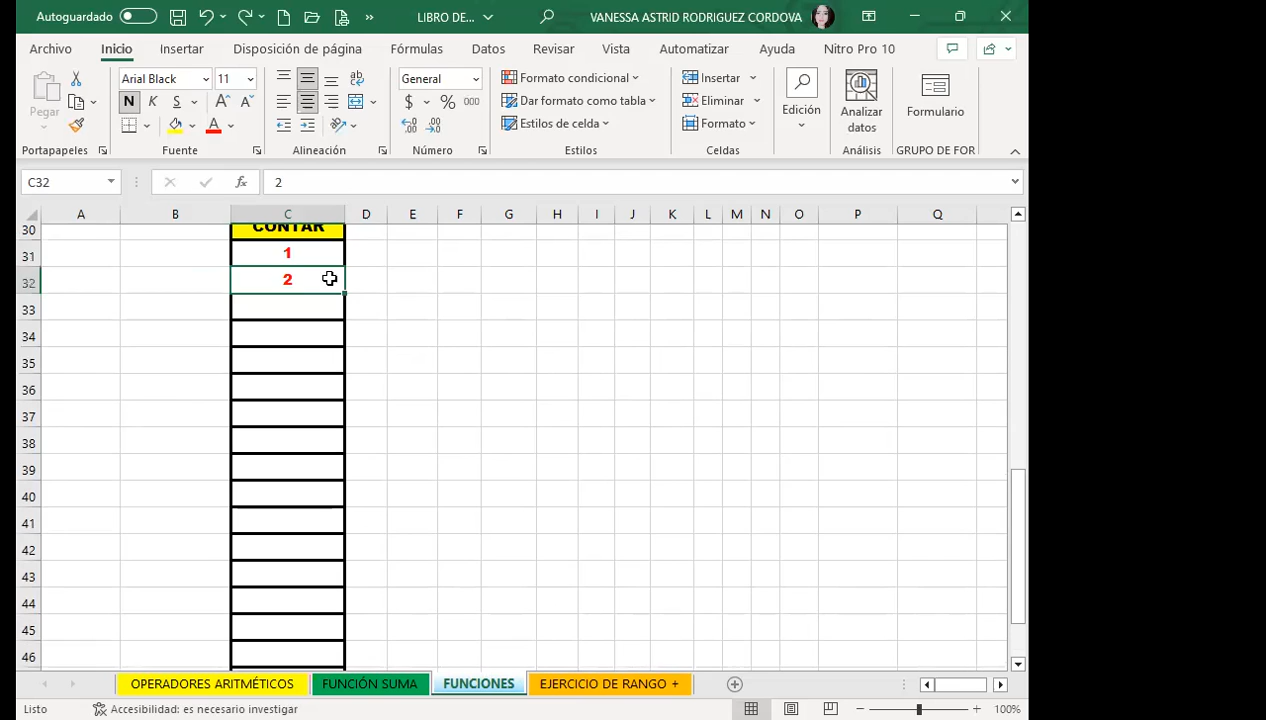 Autoguardado LIBRO DE... VANESSA ASTRID RODRIGUEZ CORDOVA
Archivo Inicio Insertar Disposición de página Fórmulas Datos Revisar Vista Automatizar Ayuda Nitro Pro 10
Pegar
Portapapeles
Arial Black 11
N K S
Fuente
Alineación
General
$ % 000
Número
Formato condicional
Dar formato como tabla
Estilos de celda
Estilos
Insertar
Eliminar
Formato
Celdas
Edición
Analizar datos
Análisis
Formulario
GRUPO DE FOR
C32 fx 2
A B C D E F G H I J K L M N O P Q
30 CONTAR
31 1
32 2
33
34
35
36
37
38
39
40
41
42
43
44
45
46
OPERADORES ARITMÉTICOS FUNCIÓN SUMA FUNCIONES EJERCICIO DE RANGO +
Listo Accesibilidad: es necesario investigar 100%